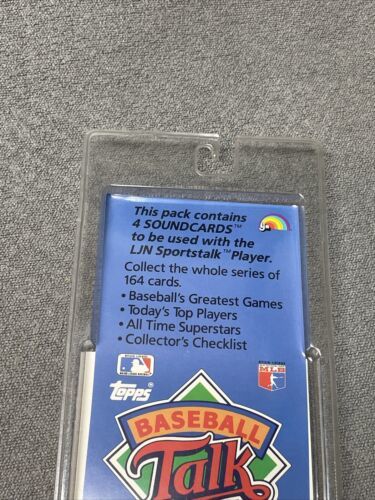 This pack contains
4 SOUNDCARDS™
to be used with the
LJN Sportstalk™ Player.
Collect the whole series of
164 cards.
• Baseball's Greatest Games
• Today's Top Players
• All Time Superstars
• Collector's Checklist
MLB
Topps®
BASEBALL
Talk